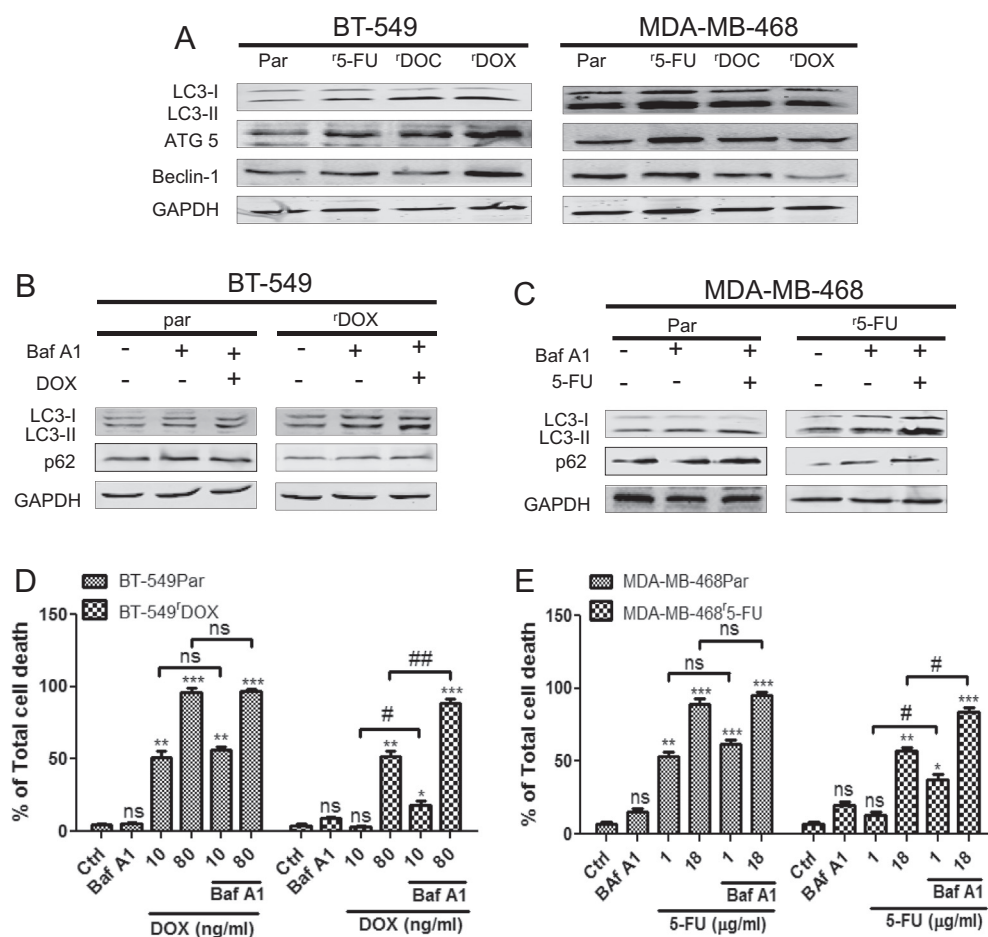 A
BT-549
MDA-MB-468
Par ʳ5-FU ʳDOC ʳDOX
Par ʳ5-FU ʳDOC ʳDOX
LC3-I
LC3-II
ATG 5
Beclin-1
GAPDH
B
BT-549
par ʳDOX
Baf A1 - + + - + +
DOX - - + - - +
LC3-I
LC3-II
p62
GAPDH
C
MDA-MB-468
Par ʳ5-FU
Baf A1 - + + - + +
5-FU - - + - - +
LC3-I
LC3-II
p62
GAPDH
D
BT-549Par
BT-549ʳDOX
% of Total cell death
150
100
50
0
ns
ns
** *** ** ***
ns
##
#
ns ns ** * ***
Ctrl Baf A1 10 80 10 80
Baf A1
DOX (ng/ml)
Ctrl Baf A1 10 80 10 80
Baf A1
DOX (ng/ml)
E
MDA-MB-468Par
MDA-MB-468ʳ5-FU
% of Total cell death
150
100
50
0
ns
ns
** *** *** ***
ns
#
#
ns ns ** * ***
Ctrl BAf A1 1 18 1 18
Baf A1
5-FU (µg/ml)
Ctrl BAf A1 1 18 1 18
Baf A1
5-FU (µg/ml)